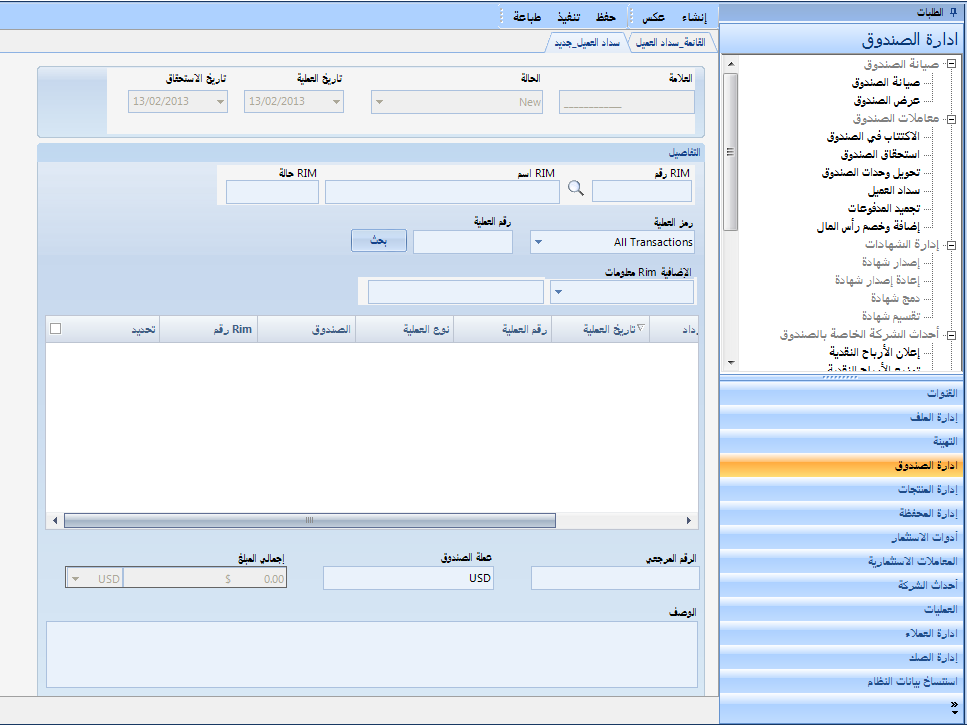 الطلبات
ادارة الصندوق
صيانة الصندوق
صيانة الصندوق
عرض الصندوق
معاملات الصندوق
الاكتتاب في الصندوق
استحقاق الصندوق
تحويل وحدات الصندوق
سداد العميل
تجميد المدفوعات
إضافة وخصم رأس المال
إدارة الشهادات
إصدار شهادة
إعادة إصدار شهادة
دمج شهادة
تقسيم شهادة
أحداث الشركة الخاصة بالصندوق
إعلان الأرباح النقدية
توزيع الأرباح النقدية
القنوات
إدارة الملف
التهيئة
ادارة الصندوق
إدارة المنتجات
إدارة المحفظة
أدوات الاستثمار
المعاملات الاستثمارية
أحداث الشركة
العمليات
ادارة العملاء
إدارة الصك
استنساخ بيانات النظام
إنشاء عكس حفظ تنفيذ طباعة
القائمة_سداد العميل سداد العميل_جديد
العلامة الحالة تاريخ العملية تاريخ الاستحقاق
___________ New 13/02/2013 13/02/2013
التفاصيل
RIM رقم RIM اسم RIM حالة
رمز العملية رقم العملية
All Transactions بحث
الإضافية Rim معلومات
رداد تاريخ العملية رقم العملية نوع العملية الصندوق Rim رقم تحديد
الرقم المرجعي عملة الصندوق إجمالي المبلغ
USD $ 0.00 USD
الوصف